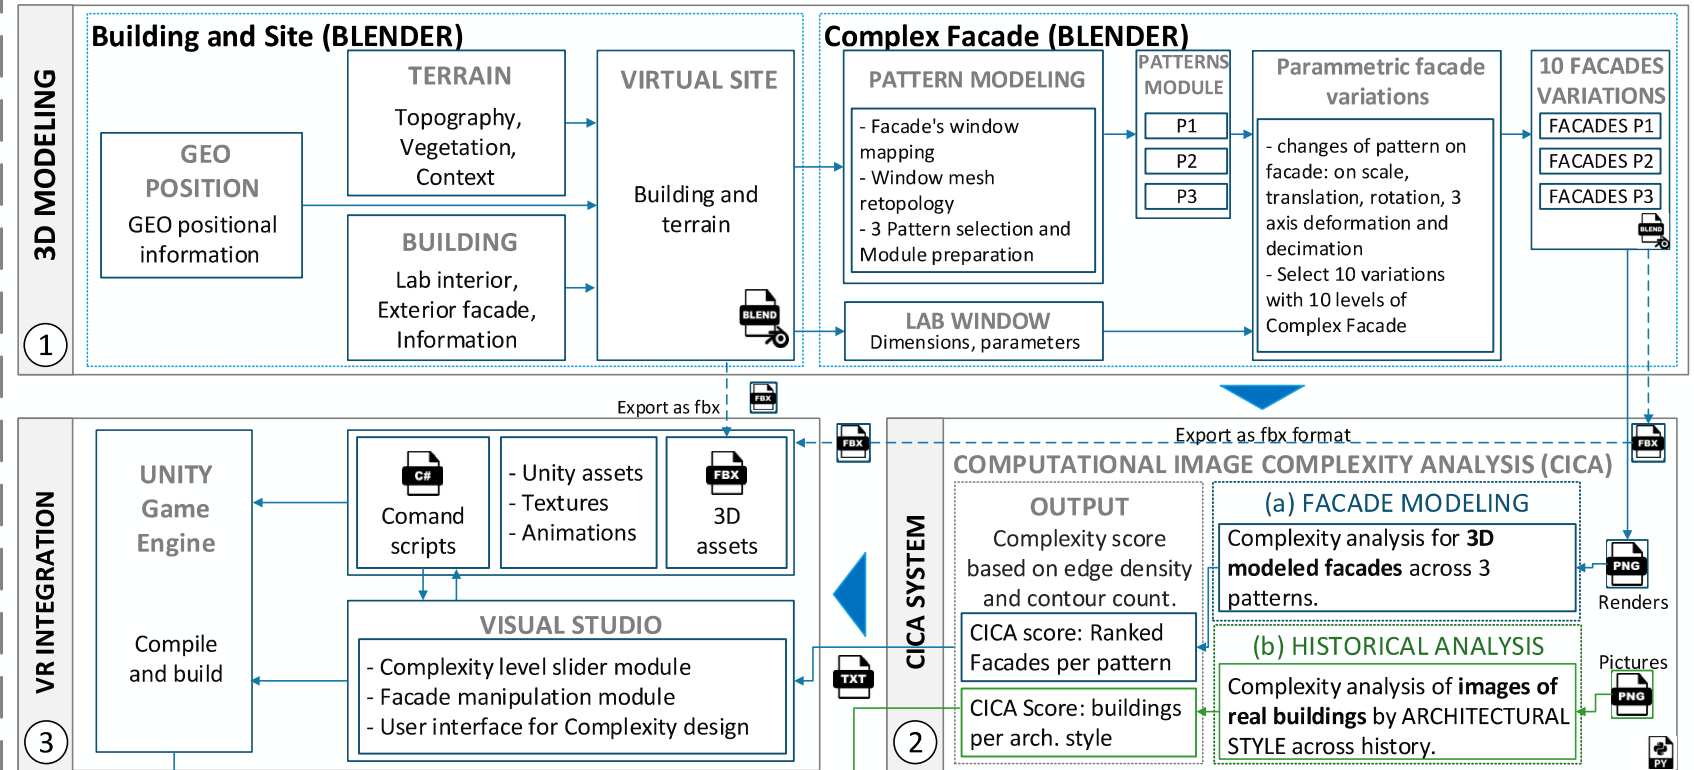 3D MODELING
1
Building and Site (BLENDER)
GEO
POSITION
GEO positional
information
TERRAIN
Topography,
Vegetation,
Context
BUILDING
Lab interior,
Exterior facade,
Information
VIRTUAL SITE
Building and
terrain
BLEND
Complex Facade (BLENDER)
PATTERN MODELING
- Facade's window
mapping
- Window mesh
retopology
- 3 Pattern selection and
Module preparation
LAB WINDOW
Dimensions, parameters
PATTERNS
MODULE
P1
P2
P3
Parammetric facade
variations
- changes of pattern on
facade: on scale,
translation, rotation, 3
axis deformation and
decimation
- Select 10 variations
with 10 levels of
Complex Facade
10 FACADES
VARIATIONS
FACADES P1
FACADES P2
FACADES P3
BLEND
Export as fbx
FBX
FBX
Export as fbx format
FBX
VR INTEGRATION
3
UNITY
Game
Engine
Compile
and build
C#
Comand
scripts
- Unity assets
- Textures
- Animations
FBX
3D
assets
VISUAL STUDIO
- Complexity level slider module
- Facade manipulation module
- User interface for Complexity design
TXT
CICA SYSTEM
2
COMPUTATIONAL IMAGE COMPLEXITY ANALYSIS (CICA)
OUTPUT
Complexity score
based on edge density
and contour count.
CICA score: Ranked
Facades per pattern
CICA Score: buildings
per arch. style
(a) FACADE MODELING
Complexity analysis for 3D
modeled facades across 3
patterns.
PNG
Renders
(b) HISTORICAL ANALYSIS
Complexity analysis of images of
real buildings by ARCHITECTURAL
STYLE across history.
Pictures
PNG
PY